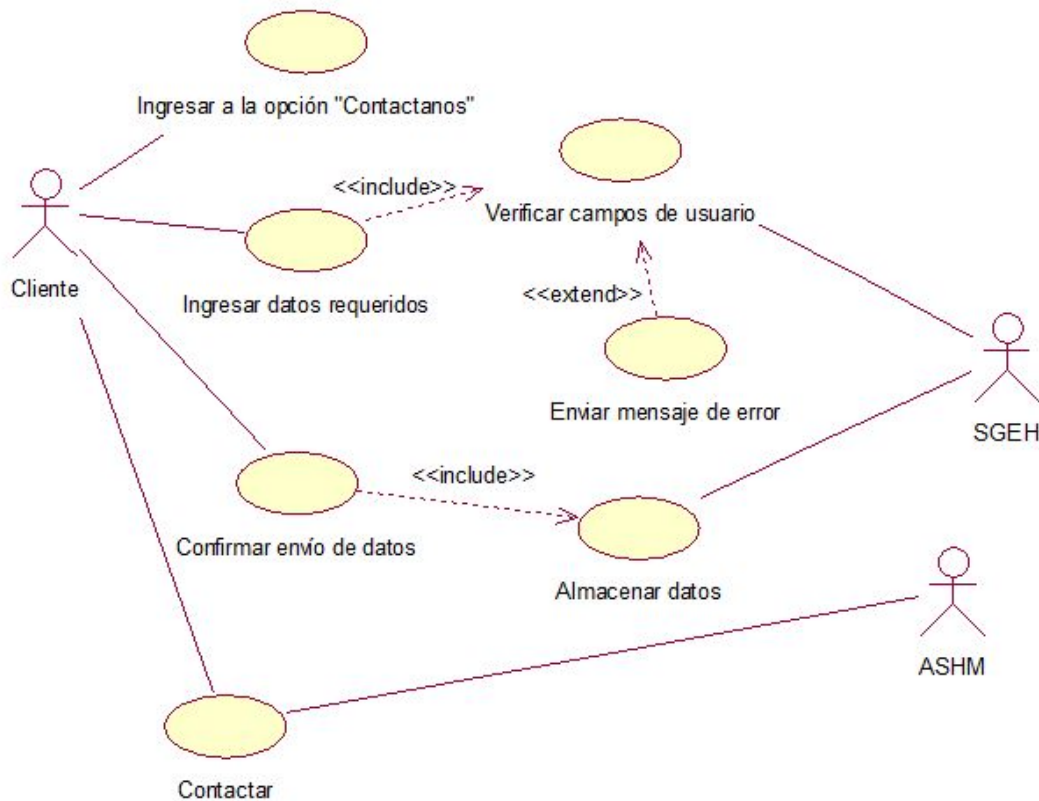 Ingresar a la opción "Contactanos"
<<include>>
Verificar campos de usuario
Cliente
Ingresar datos requeridos
<<extend>>
Enviar mensaje de error
SGEH
<<include>>
Confirmar envío de datos
Almacenar datos
ASHM
Contactar